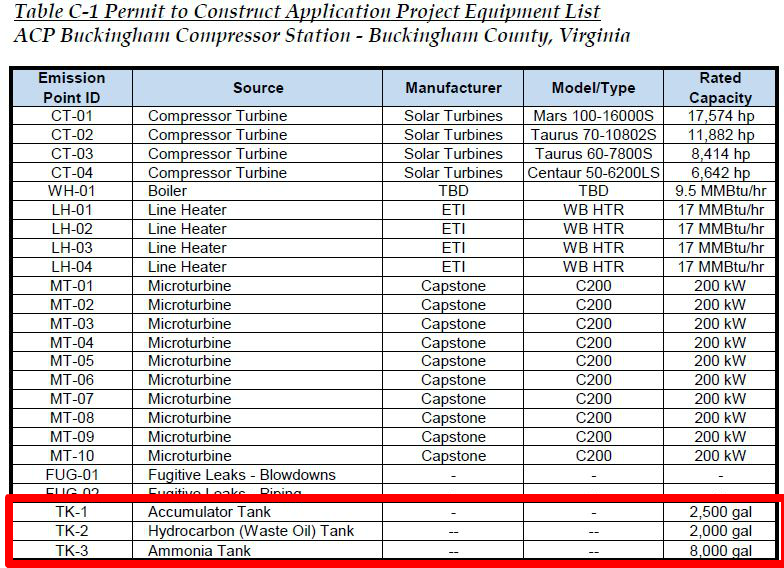 Table C-1 Permit to Construct Application Project Equipment List
ACP Buckingham Compressor Station - Buckingham County, Virginia
Emission Point ID Source Manufacturer Model/Type Rated Capacity
CT-01 Compressor Turbine Solar Turbines Mars 100-16000S 17,574 hp
CT-02 Compressor Turbine Solar Turbines Taurus 70-10802S 11,882 hp
CT-03 Compressor Turbine Solar Turbines Taurus 60-7800S 8,414 hp
CT-04 Compressor Turbine Solar Turbines Centaur 50-6200LS 6,642 hp
WH-01 Boiler TBD TBD 9.5 MMBtu/hr
LH-01 Line Heater ETI WB HTR 17 MMBtu/hr
LH-02 Line Heater ETI WB HTR 17 MMBtu/hr
LH-03 Line Heater ETI WB HTR 17 MMBtu/hr
LH-04 Line Heater ETI WB HTR 17 MMBtu/hr
MT-01 Microturbine Capstone C200 200 kW
MT-02 Microturbine Capstone C200 200 kW
MT-03 Microturbine Capstone C200 200 kW
MT-04 Microturbine Capstone C200 200 kW
MT-05 Microturbine Capstone C200 200 kW
MT-06 Microturbine Capstone C200 200 kW
MT-07 Microturbine Capstone C200 200 kW
MT-08 Microturbine Capstone C200 200 kW
MT-09 Microturbine Capstone C200 200 kW
MT-10 Microturbine Capstone C200 200 kW
FUG-01 Fugitive Leaks - Blowdowns - - -
FUG-02 Fugitive Leaks - Piping
TK-1 Accumulator Tank - - 2,500 gal
TK-2 Hydrocarbon (Waste Oil) Tank -- -- 2,000 gal
TK-3 Ammonia Tank -- -- 8,000 gal